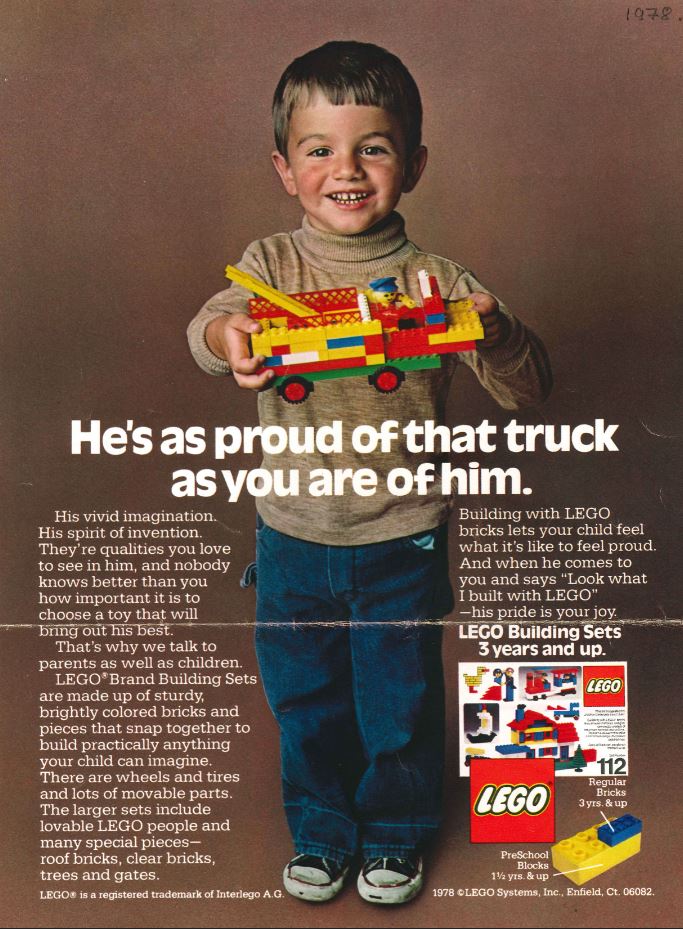 1978.
He's as proud of that truck
as you are of him.
His vivid imagination.
His spirit of invention.
They're qualities you love
to see in him, and nobody
knows better than you
how important it is to
choose a toy that will
bring out his best.
That's why we talk to
parents as well as children.
LEGO® Brand Building Sets
are made up of sturdy,
brightly colored bricks and
pieces that snap together to
build practically anything
your child can imagine.
There are wheels and tires
and lots of movable parts.
The larger sets include
lovable LEGO people and
many special pieces—
roof bricks, clear bricks,
trees and gates.
LEGO® is a registered trademark of Interlego A.G.
Building with LEGO
bricks lets your child feel
what it's like to feel proud.
And when he comes to
you and says "Look what
I built with LEGO"
—his pride is your joy.
LEGO Building Sets
3 years and up.
LEGO
112
LEGO
Regular
Bricks
3 yrs. & up
PreSchool
Blocks
1½ yrs. & up
1978 © LEGO Systems, Inc., Enfield, Ct. 06082.